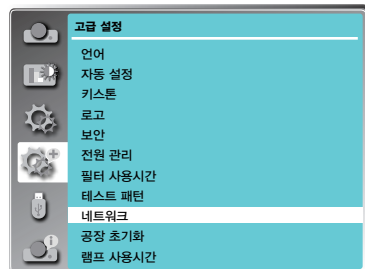 고급 설정
언어
자동 설정
키스톤
로고
보안
전원 관리
필터 사용시간
테스트 패턴
네트워크
공장 초기화
램프 사용시간